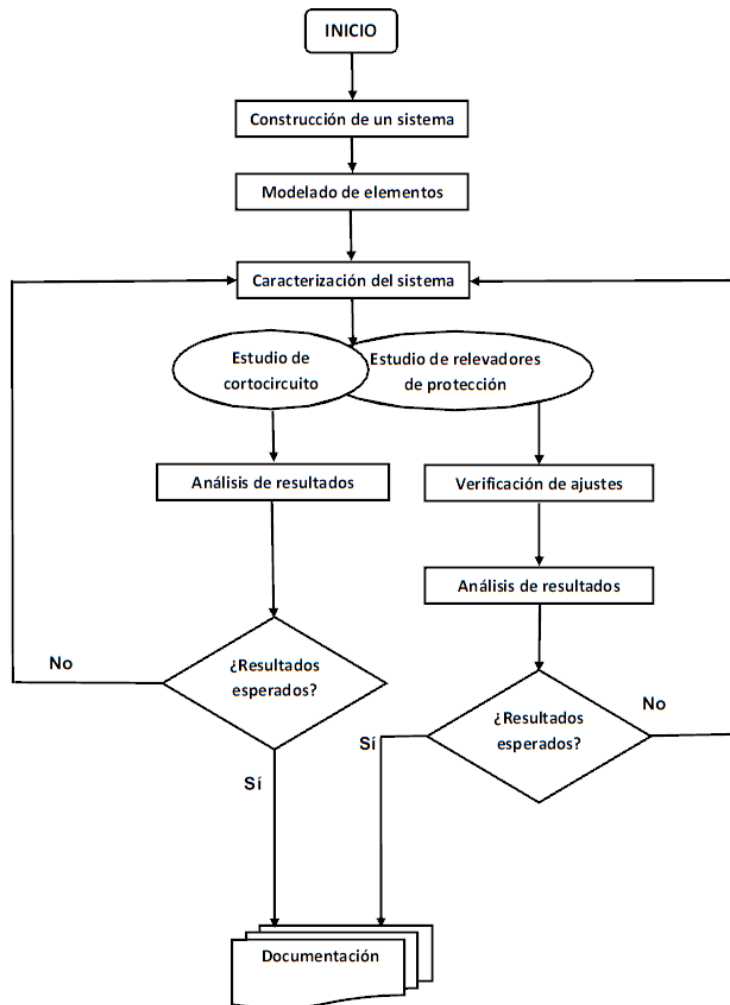 INICIO
Construcción de un sistema
Modelado de elementos
Caracterización del sistema
Estudio de
cortocircuito
Estudio de relevadores
de protección
Análisis de resultados
Verificación de ajustes
Análisis de resultados
¿Resultados
esperados?
No
Sí
¿Resultados
esperados?
No
Sí
Documentación